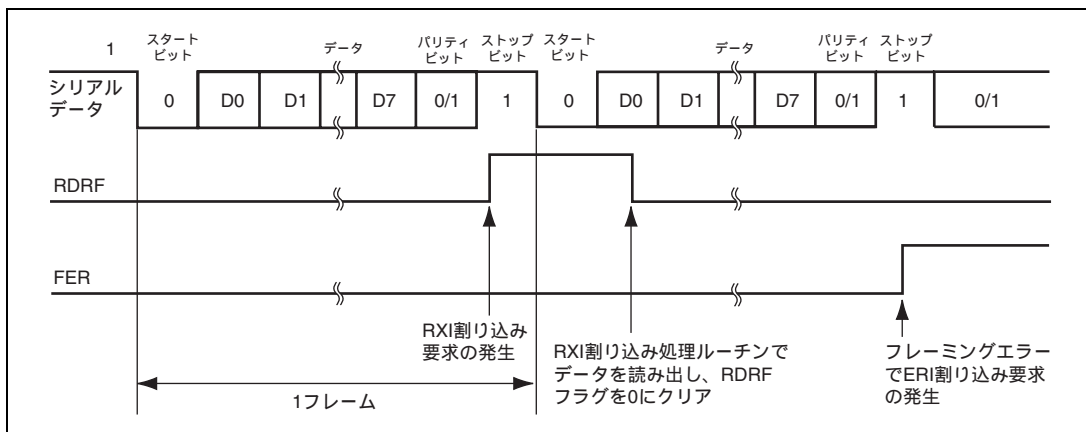 1
スタート
ビット
データ
パリティ
ビット
ストップ
ビット
スタート
ビット
データ
パリティ
ビット
ストップ
ビット
シリアル
データ
0 D0 D1 D7 0/1 1 0 D0 D1 D7 0/1 1 0/1
RDRF
FER
RXI割り込み
要求の発生
RXI割り込み処理ルーチンで
データを読み出し、RDRF
フラグを0にクリア
フレーミングエラー
でERI割り込み要求
の発生
1フレーム